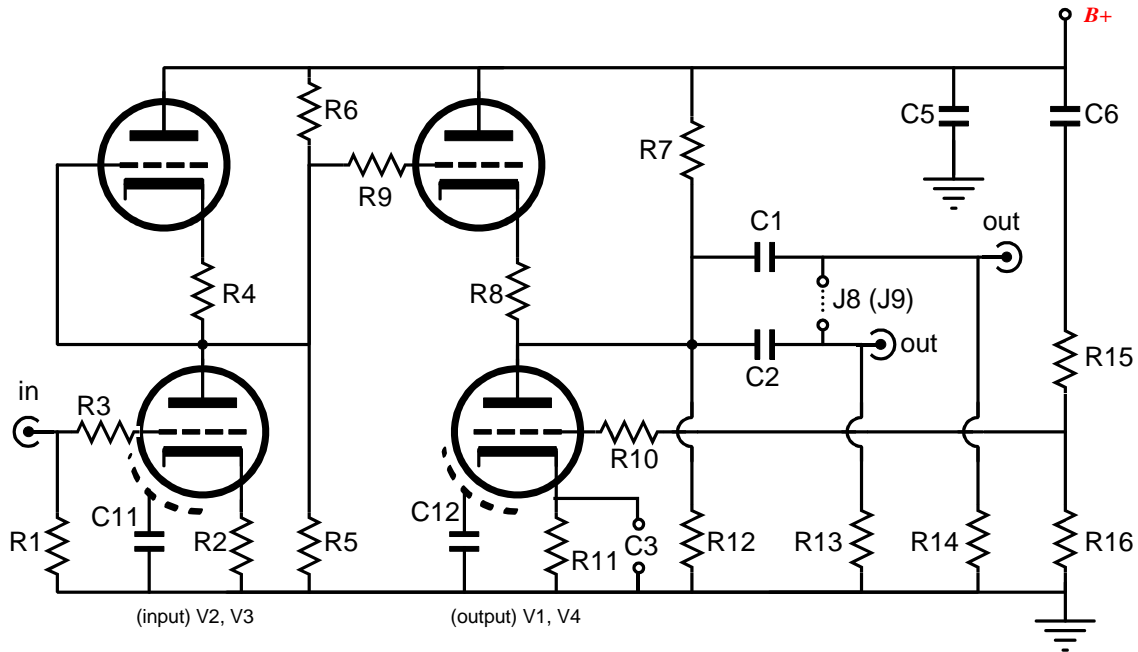 B+
R6
C5
C6
R7
R9
out
C1
R4
R8
J8 (J9)
out
C2
R15
in
R3
R10
C11
C12
R1
R2
R5
R11
C3
R12
R13
R14
R16
(input) V2, V3
(output) V1, V4